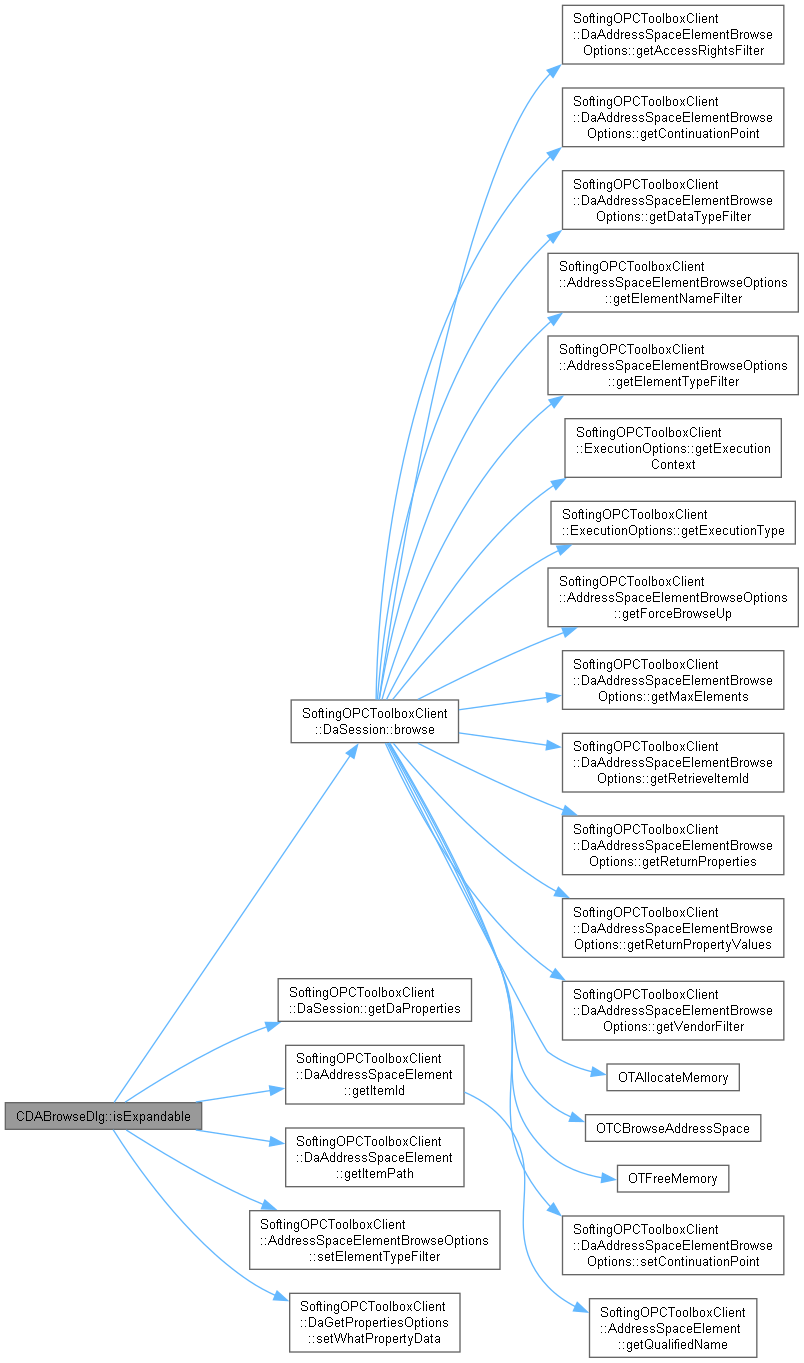 SoftingOPCToolboxClient
::DaAddressSpaceElementBrowse
Options::getAccessRightsFilter
SoftingOPCToolboxClient
::DaAddressSpaceElementBrowse
Options::getContinuationPoint
SoftingOPCToolboxClient
::DaAddressSpaceElementBrowse
Options::getDataTypeFilter
SoftingOPCToolboxClient
::AddressSpaceElementBrowseOptions
::getElementNameFilter
SoftingOPCToolboxClient
::AddressSpaceElementBrowseOptions
::getElementTypeFilter
SoftingOPCToolboxClient
::ExecutionOptions::getExecution
Context
SoftingOPCToolboxClient
::ExecutionOptions::getExecutionType
SoftingOPCToolboxClient
::AddressSpaceElementBrowseOptions
::getForceBrowseUp
SoftingOPCToolboxClient
::DaAddressSpaceElementBrowse
Options::getMaxElements
SoftingOPCToolboxClient
::DaSession::browse
SoftingOPCToolboxClient
::DaAddressSpaceElementBrowse
Options::getRetrieveItemId
SoftingOPCToolboxClient
::DaAddressSpaceElementBrowse
Options::getReturnProperties
SoftingOPCToolboxClient
::DaAddressSpaceElementBrowse
Options::getReturnPropertyValues
SoftingOPCToolboxClient
::DaAddressSpaceElementBrowse
Options::getVendorFilter
SoftingOPCToolboxClient
::DaSession::getDaProperties
SoftingOPCToolboxClient
::DaAddressSpaceElement
::getItemId
OTAllocateMemory
CDABrowseDlg::isExpandable
OTCBrowseAddressSpace
SoftingOPCToolboxClient
::DaAddressSpaceElement
::getItemPath
OTFreeMemory
SoftingOPCToolboxClient
::AddressSpaceElementBrowseOptions
::setElementTypeFilter
SoftingOPCToolboxClient
::DaAddressSpaceElementBrowse
Options::setContinuationPoint
SoftingOPCToolboxClient
::DaGetPropertiesOptions
::setWhatPropertyData
SoftingOPCToolboxClient
::AddressSpaceElement
::getQualifiedName